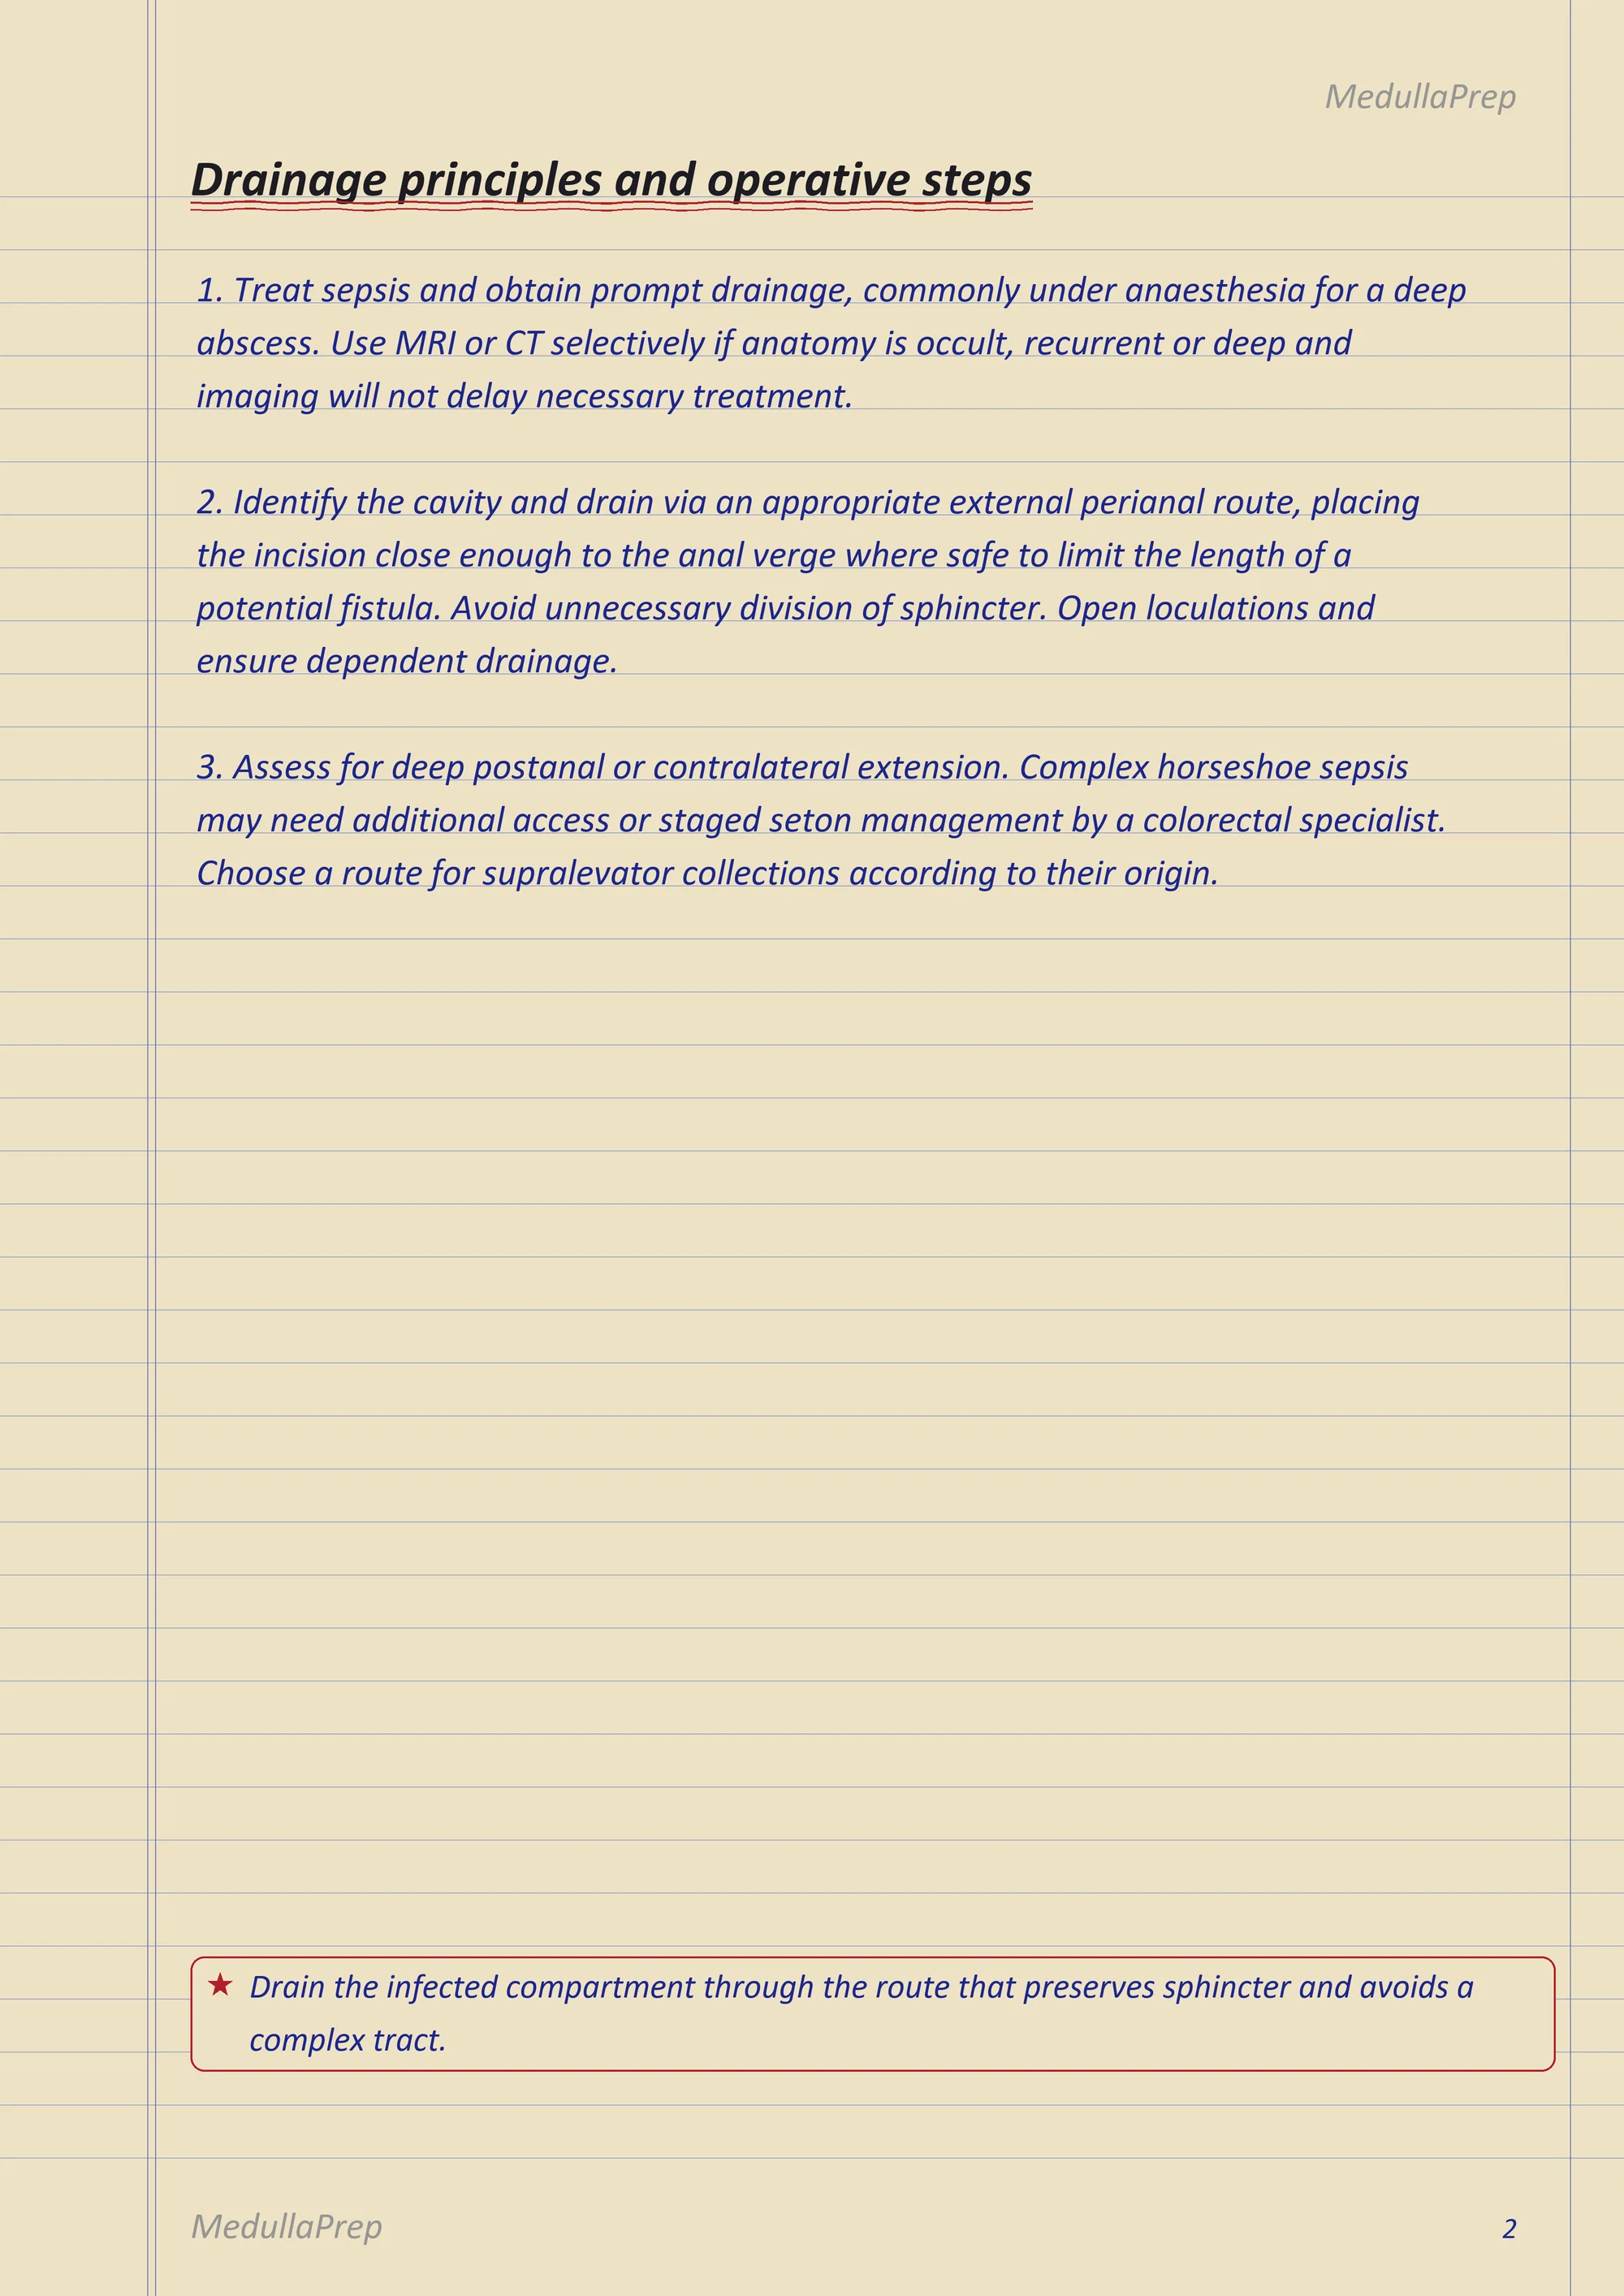 MedullaPrep
Drainage principles and operative steps
1. Treat sepsis and obtain prompt drainage, commonly under anaesthesia for a deep
abscess. Use MRI or CT selectively if anatomy is occult, recurrent or deep and
imaging will not delay necessary treatment.
2. Identify the cavity and drain via an appropriate external perianal route, placing
the incision close enough to the anal verge where safe to limit the length of a
potential fistula. Avoid unnecessary division of sphincter. Open loculations and
ensure dependent drainage.
3. Assess for deep postanal or contralateral extension. Complex horseshoe sepsis
may need additional access or staged seton management by a colorectal specialist.
Choose a route for supralevator collections according to their origin.
★ Drain the infected compartment through the route that preserves sphincter and avoids a
complex tract.
MedullaPrep
2